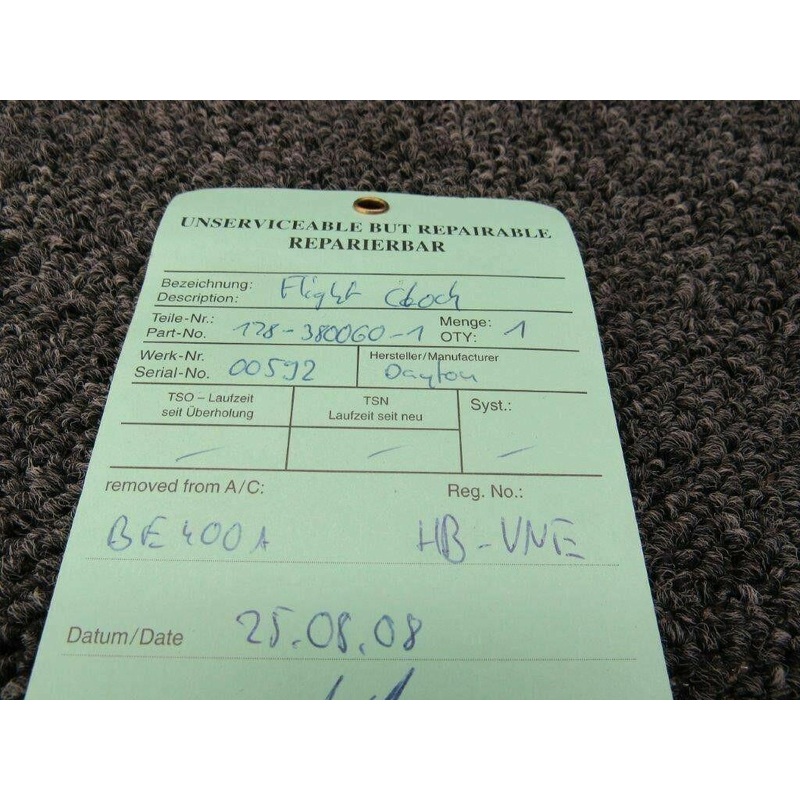 UNSERVICEABLE BUT REPAIRABLE
REPARIERBAR
Bezeichnung:
Description: Flight Clock
Teile-Nr.: Menge:
Part-No. 128-380060-1 QTY: 1
Werk-Nr. Hersteller/Manufacturer
Serial-No. 00592 Dayton
TSO – Laufzeit TSN Syst.:
seit Überholung Laufzeit seit neu
– – –
removed from A/C: Reg. No.:
BE400A HB-VNE
Datum/Date 25.08.08